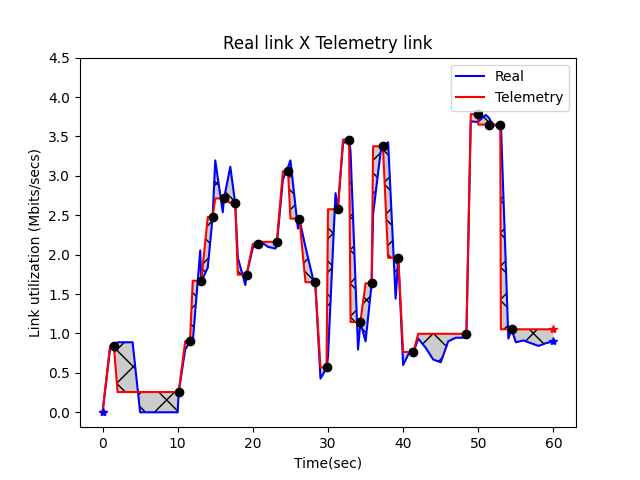 Real link X Telemetry link
Real
Telemetry
Link utilization (Mbits/secs)
4.5
4.0
3.5
3.0
2.5
2.0
1.5
1.0
0.5
0.0
0 10 20 30 40 50 60
Time(sec)